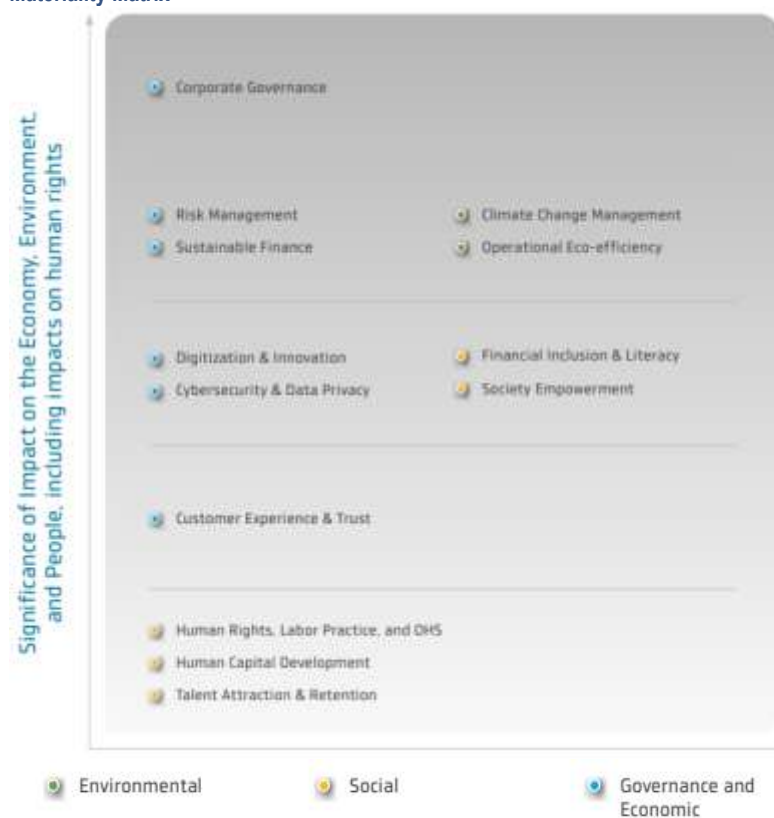 Materiality Matrix
Significance of Impact on the Economy, Environment,
and People, including impacts on human rights
Corporate Governance
Risk Management
Climate Change Management
Sustainable Finance
Operational Eco-efficiency
Digitization & Innovation
Financial Inclusion & Literacy
Cybersecurity & Data Privacy
Society Empowerment
Customer Experience & Trust
Human Rights, Labor Practice, and OHS
Human Capital Development
Talent Attraction & Retention
Environmental
Social
Governance and
Economic